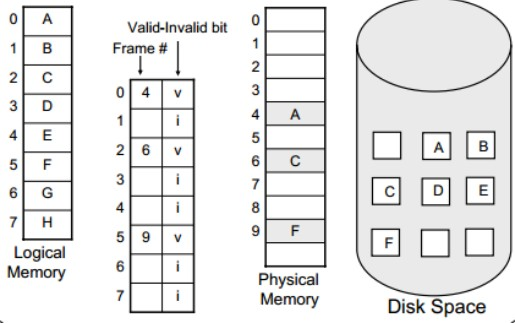 Valid-Invalid bit
Frame #
0 A
1 B
2 C
3 D
4 E
5 F
6 G
7 H
Logical
Memory
0 4 v
1 i
2 6 v
3 i
4 i
5 9 v
6 i
7 i
0
1
2
3
4 A
5
6 C
7
8
9 F
Physical
Memory
A B
C D E
F
Disk Space